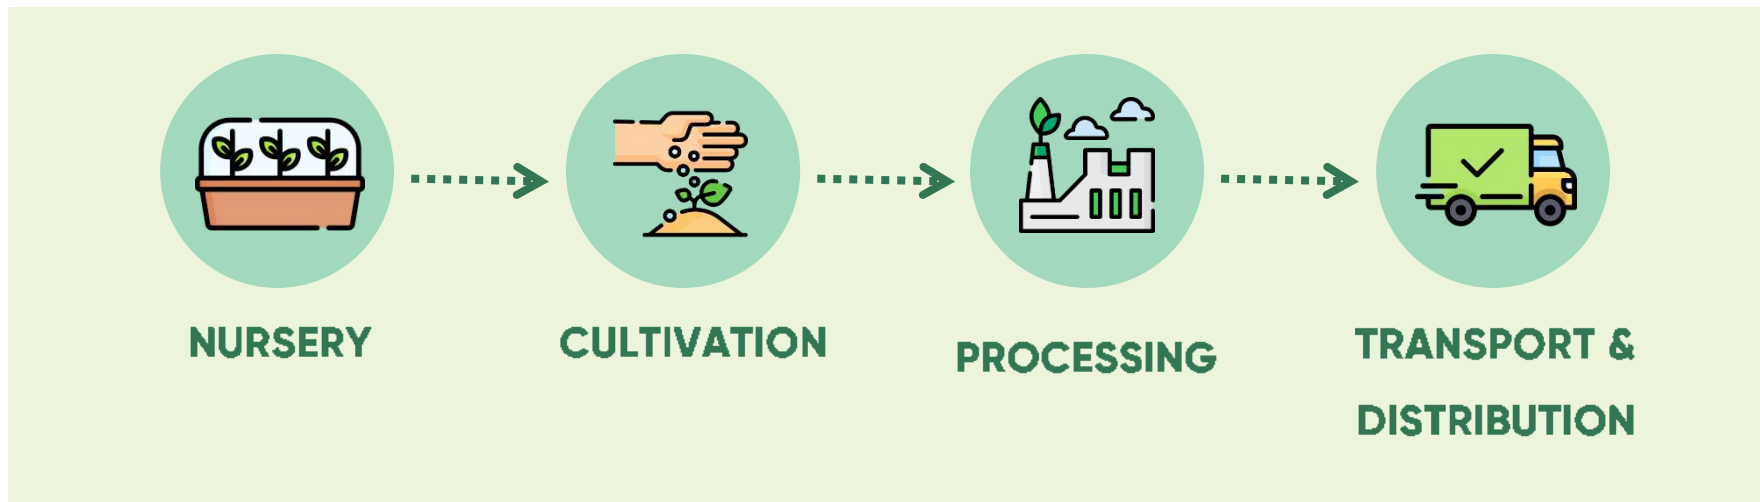 NURSERY
CULTIVATION
PROCESSING
TRANSPORT &
DISTRIBUTION